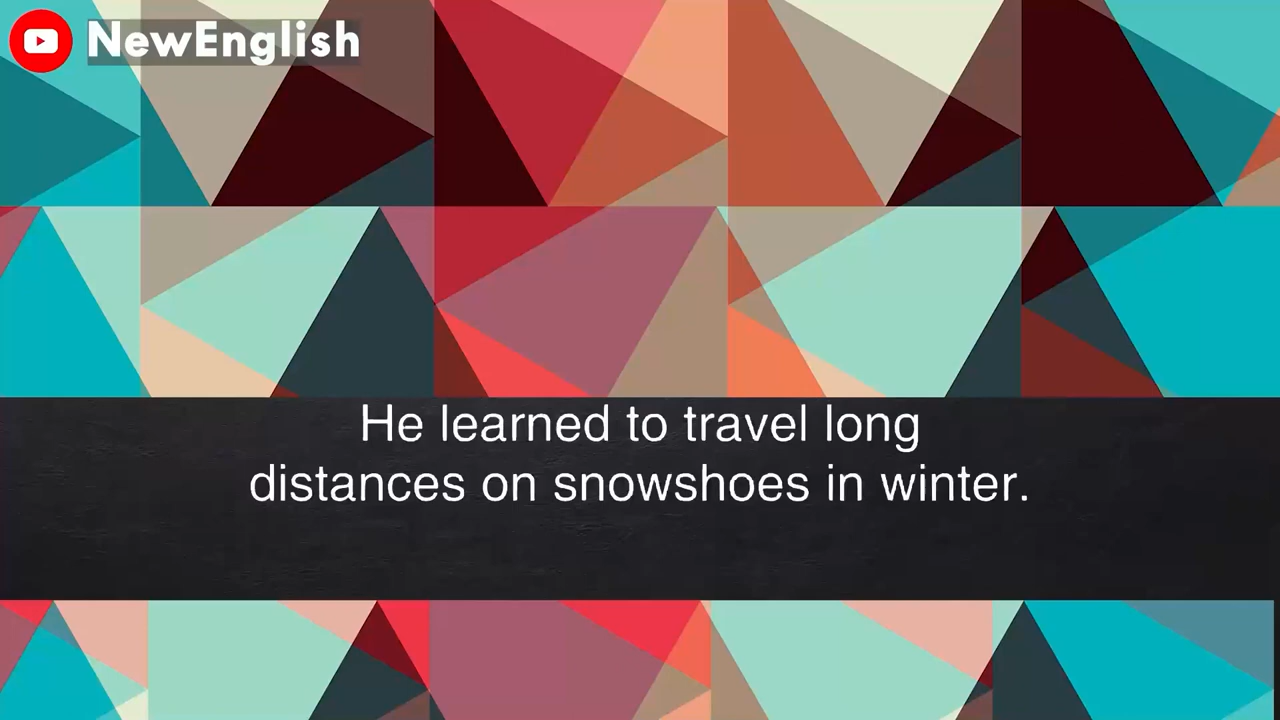 NewEnglish
He learned to travel long
distances on snowshoes in winter.